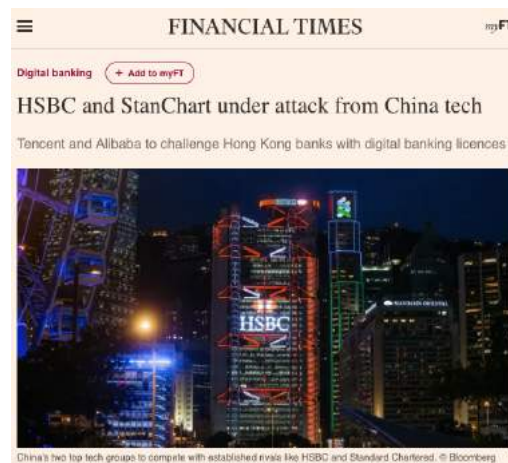 FINANCIAL TIMES
myFT
Digital banking
+ Add to myFT
HSBC and StanChart under attack from China tech
Tencent and Alibaba to challenge Hong Kong banks with digital banking licences
HSBC
MANDARIN ORIENTAL
China's two top tech groups to compete with established rivals like HSBC and Standard Chartered. © Bloomberg